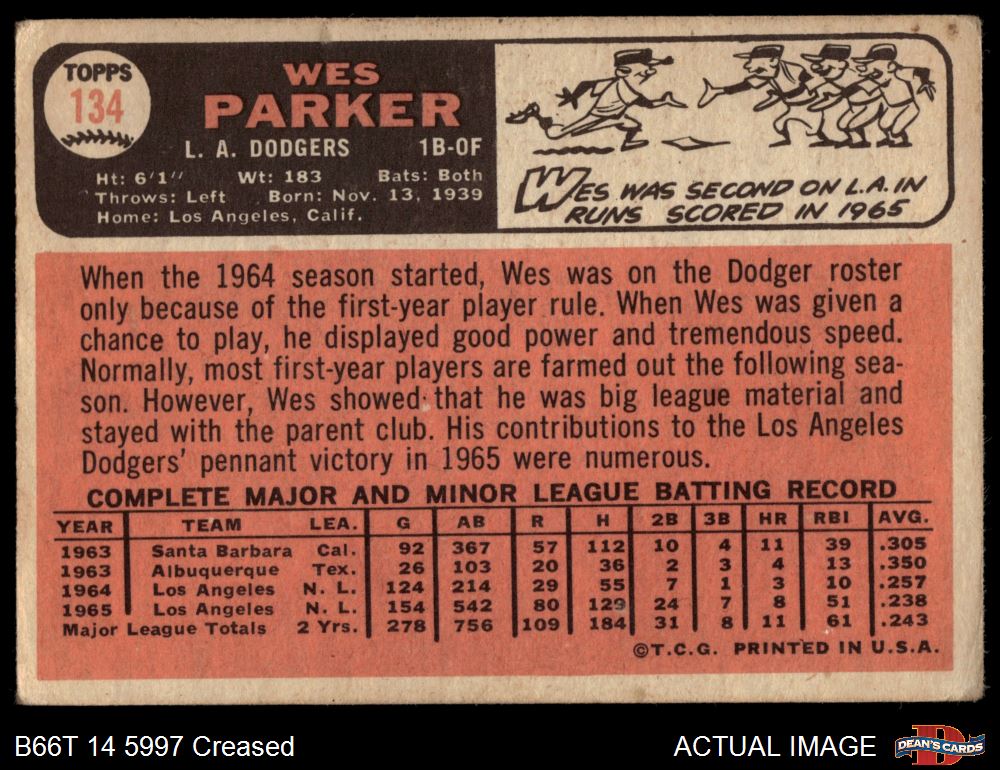 TOPPS
134
WES
PARKER
L. A. DODGERS 1B-OF
Ht: 6'1" Wt: 183 Bats: Both
Throws: Left Born: Nov. 13, 1939
Home: Los Angeles, Calif.
WES WAS SECOND ON L.A. IN
RUNS SCORED IN 1965
When the 1964 season started, Wes was on the Dodger roster
only because of the first-year player rule. When Wes was given a
chance to play, he displayed good power and tremendous speed.
Normally, most first-year players are farmed out the following sea-
son. However, Wes showed that he was big league material and
stayed with the parent club. His contributions to the Los Angeles
Dodgers' pennant victory in 1965 were numerous.
COMPLETE MAJOR AND MINOR LEAGUE BATTING RECORD
YEAR TEAM LEA. G AB R H 2B 3B HR RBI AVG.
1963 Santa Barbara Cal. 92 367 57 112 10 4 11 39 .305
1963 Albuquerque Tex. 26 103 20 36 2 3 4 13 .350
1964 Los Angeles N. L. 124 214 29 55 7 1 3 10 .257
1965 Los Angeles N. L. 154 542 80 129 24 7 8 51 .238
Major League Totals 2 Yrs. 278 756 109 184 31 8 11 61 .243
©T.C.G. PRINTED IN U.S.A.
B66T 14 5997 Creased
ACTUAL IMAGE
DEAN'S CARDS